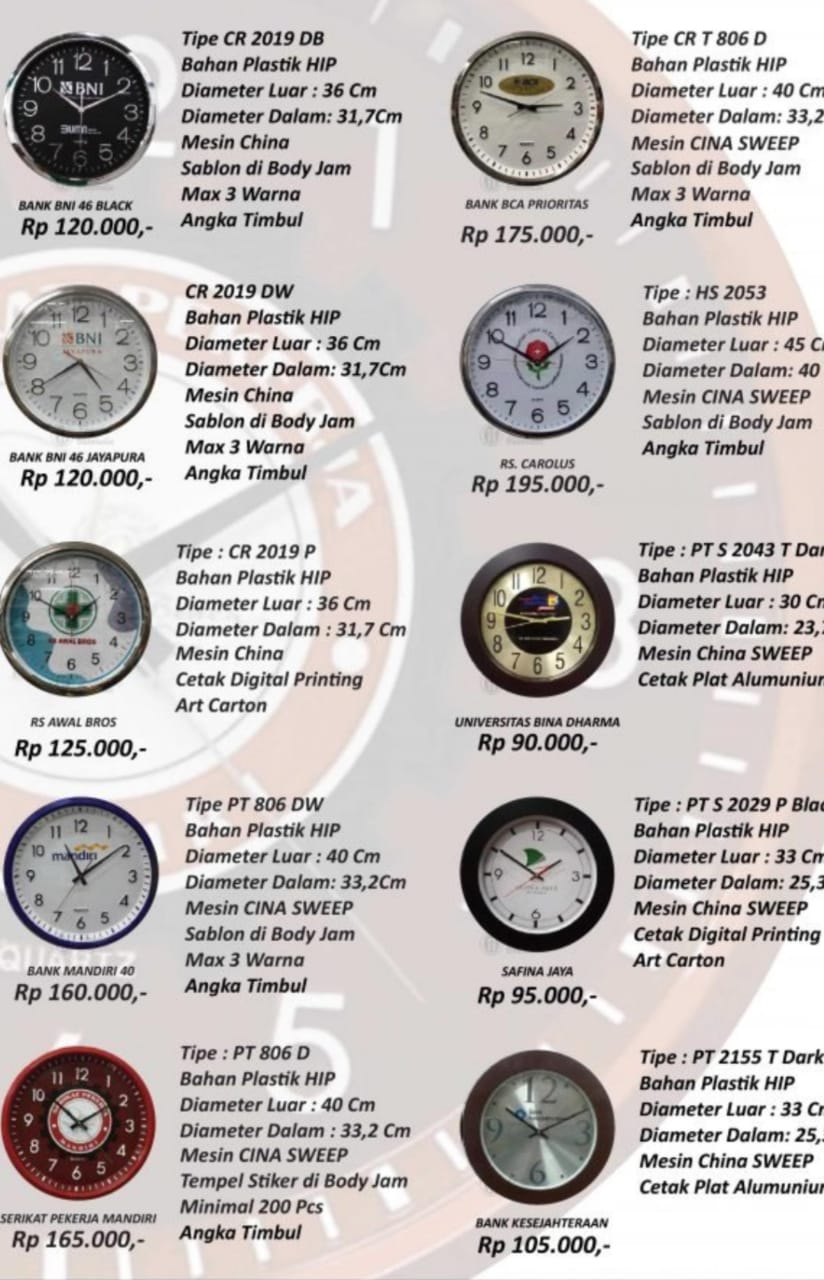 BNI
Tipe CR 2019 DB
Bahan Plastik HIP
Diameter Luar : 36 Cm
Diameter Dalam: 31,7Cm
Mesin China
Sablon di Body Jam
Max 3 Warna
Angka Timbul
BANK BNI 46 BLACK
Rp 120.000,-
Tipe CR T 806 D
Bahan Plastik HIP
Diameter Luar : 40 Cm
Diameter Dalam: 33,2
Mesin CINA SWEEP
Sablon di Body Jam
Max 3 Warna
Angka Timbul
BANK BCA PRIORITAS
Rp 175.000,-
BNI
JAYAPURA
CR 2019 DW
Bahan Plastik HIP
Diameter Luar : 36 Cm
Diameter Dalam: 31,7Cm
Mesin China
Sablon di Body Jam
Max 3 Warna
Angka Timbul
BANK BNI 46 JAYAPURA
Rp 120.000,-
Tipe : HS 2053
Bahan Plastik HIP
Diameter Luar : 45 C
Diameter Dalam: 40
Mesin CINA SWEEP
Sablon di Body Jam
Angka Timbul
RS. CAROLUS
Rp 195.000,-
RS AWAL BROS
Tipe : CR 2019 P
Bahan Plastik HIP
Diameter Luar : 36 Cm
Diameter Dalam : 31,7 Cm
Mesin China
Cetak Digital Printing
Art Carton
RS AWAL BROS
Rp 125.000,-
Tipe : PT S 2043 T Dar
Bahan Plastik HIP
Diameter Luar : 30 Cm
Diameter Dalam: 23,
Mesin China SWEEP
Cetak Plat Alumuniun
UNIVERSITAS BINA DHARMA
Rp 90.000,-
mandiri
Tipe PT 806 DW
Bahan Plastik HIP
Diameter Luar : 40 Cm
Diameter Dalam: 33,2Cm
Mesin CINA SWEEP
Sablon di Body Jam
Max 3 Warna
Angka Timbul
BANK MANDIRI 40
Rp 160.000,-
Tipe : PT S 2029 P Blac
Bahan Plastik HIP
Diameter Luar : 33 Cm
Diameter Dalam: 25,3
Mesin China SWEEP
Cetak Digital Printing
Art Carton
SAFINA JAYA
Rp 95.000,-
QUARTZ
Tipe : PT 806 D
Bahan Plastik HIP
Diameter Luar : 40 Cm
Diameter Dalam : 33,2 Cm
Mesin CINA SWEEP
Tempel Stiker di Body Jam
Minimal 200 Pcs
Angka Timbul
SERIKAT PEKERJA MANDIRI
Rp 165.000,-
Tipe : PT 2155 T Dark
Bahan Plastik HIP
Diameter Luar : 33 Cm
Diameter Dalam: 25,
Mesin China SWEEP
Cetak Plat Alumuniun
BANK KESEJAHTERAAN
Rp 105.000,-